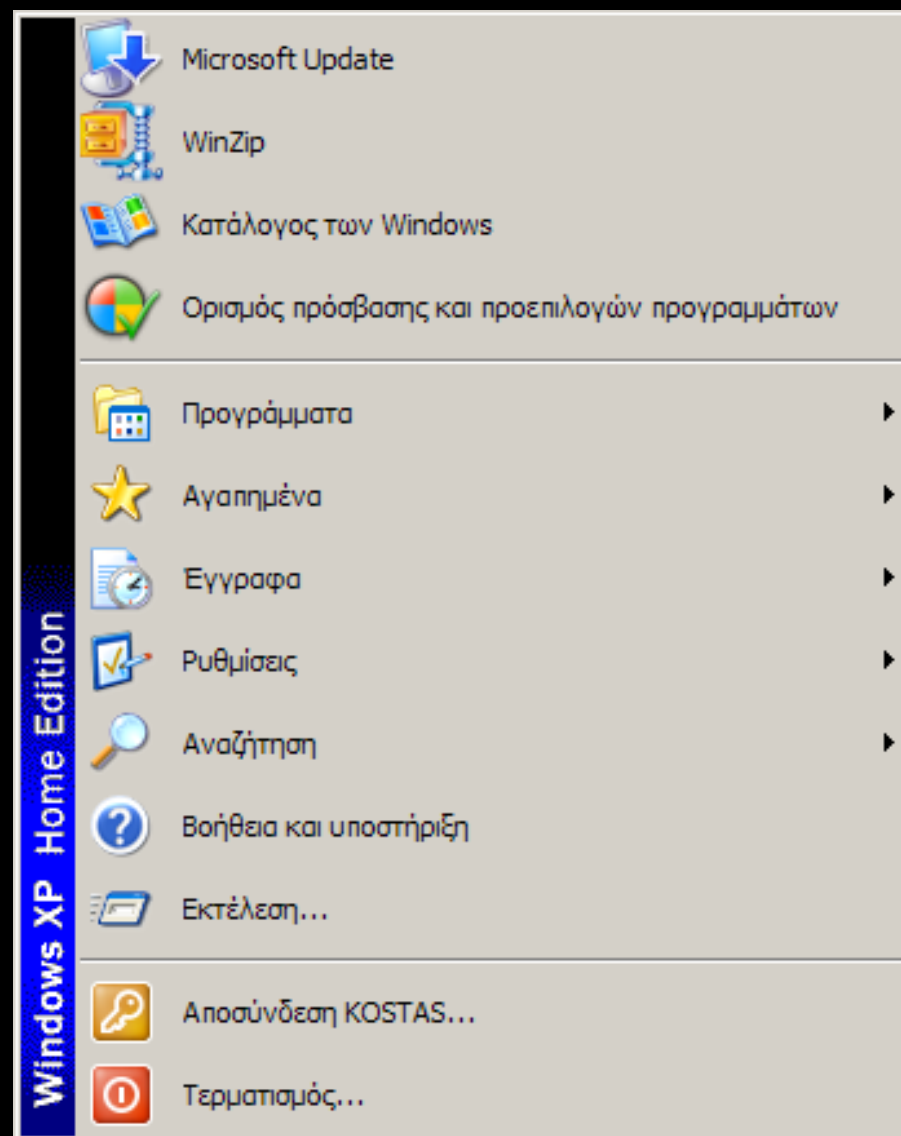 Microsoft Update
WinZip
Κατάλογος των Windows
Ορισμός πρόσβασης και προεπιλογών προγραμμάτων
Προγράμματα
Αγαπημένα
Έγγραφα
Ρυθμίσεις
Αναζήτηση
Βοήθεια και υποστήριξη
Εκτέλεση...
Αποσύνδεση KOSTAS...
Τερματισμός...
Windows XP Home Edition